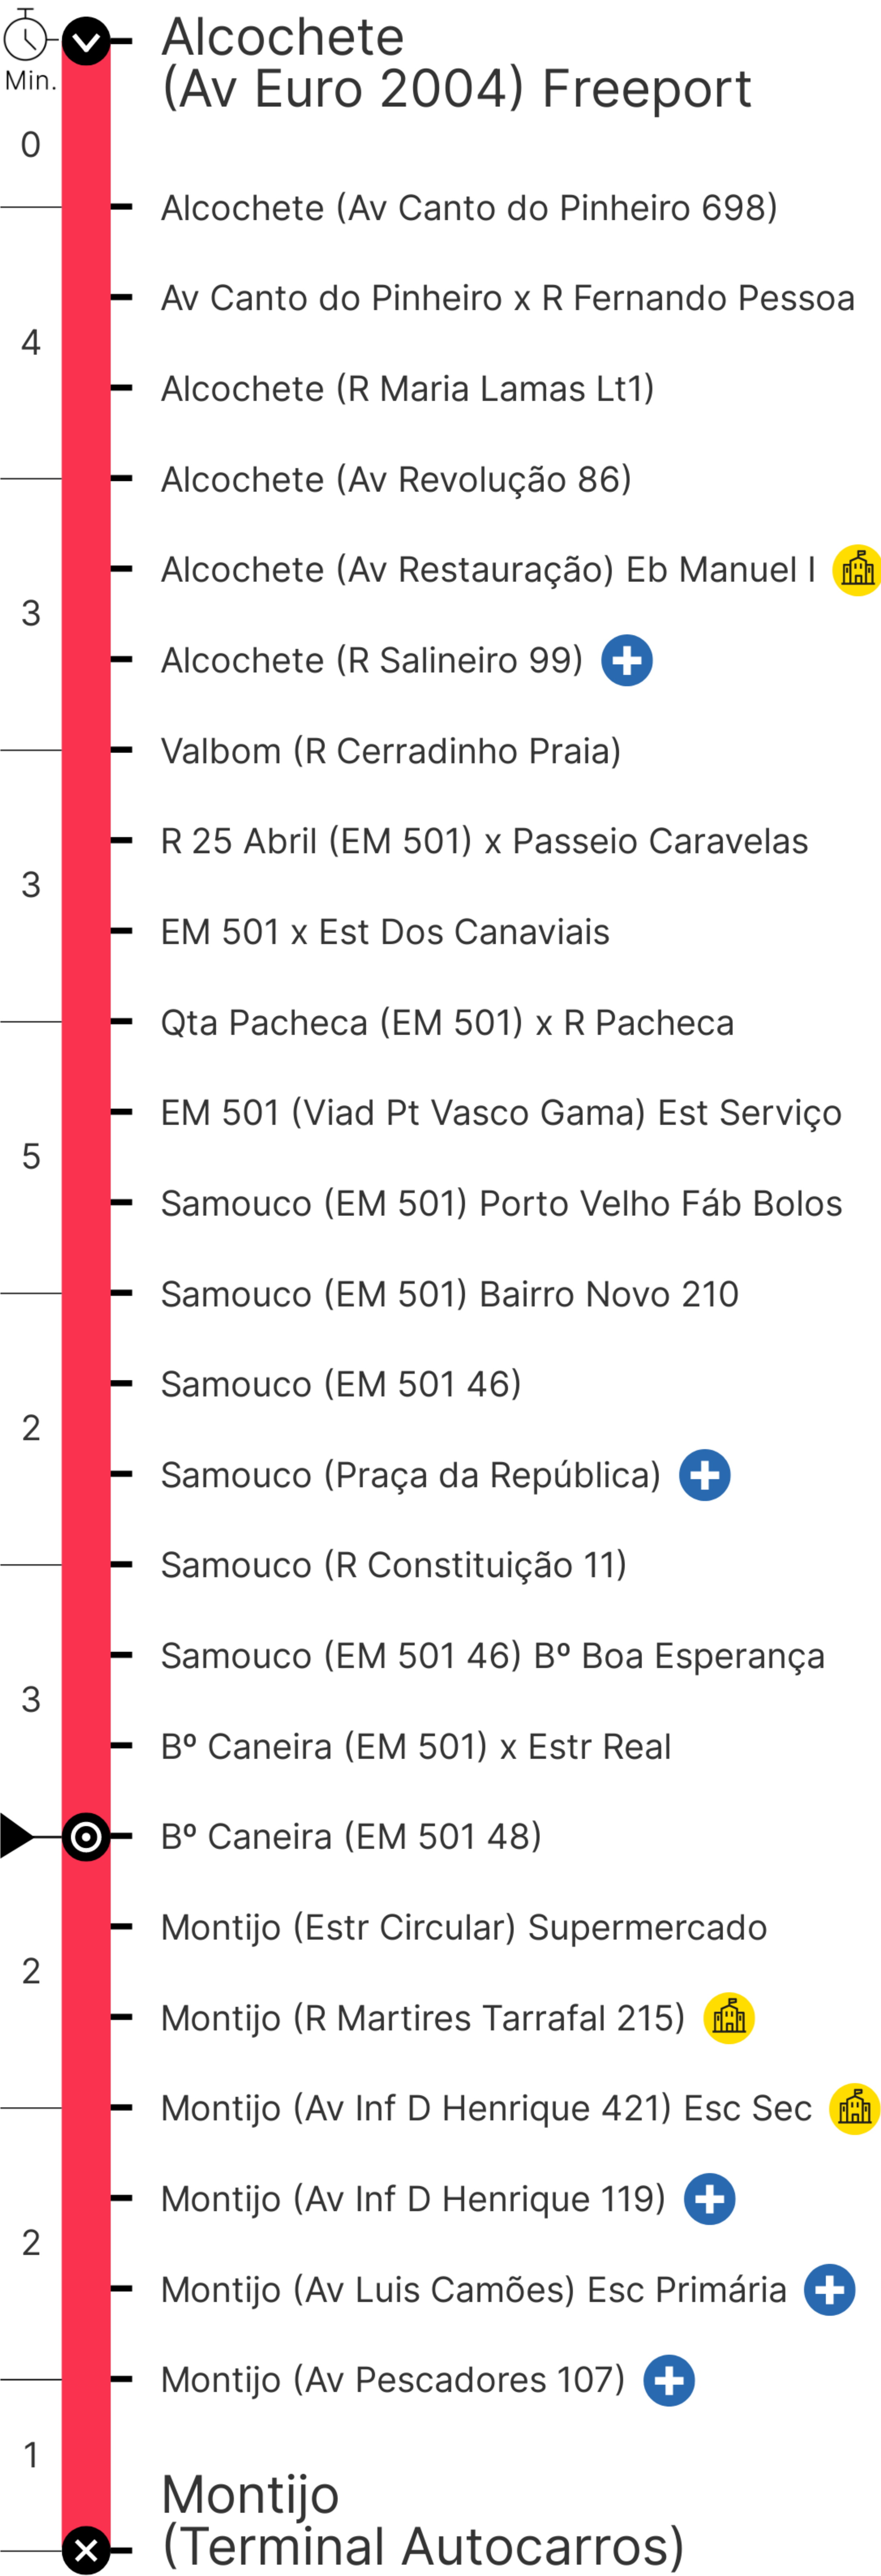 Alcochete
(Av Euro 2004) Freeport
Min.
0
Alcochete (Av Canto do Pinheiro 698)
Av Canto do Pinheiro x R Fernando Pessoa
4
Alcochete (R Maria Lamas Lt1)
Alcochete (Av Revolução 86)
Alcochete (Av Restauração) Eb Manuel I
3
Alcochete (R Salineiro 99)
Valbom (R Cerradinho Praia)
R 25 Abril (EM 501) x Passeio Caravelas
3
EM 501 x Est Dos Canaviais
Qta Pacheca (EM 501) x R Pacheca
EM 501 (Viad Pt Vasco Gama) Est Serviço
5
Samouco (EM 501) Porto Velho Fáb Bolos
Samouco (EM 501) Bairro Novo 210
Samouco (EM 501 46)
2
Samouco (Praça da República)
Samouco (R Constituição 11)
Samouco (EM 501 46) Bº Boa Esperança
3
Bº Caneira (EM 501) x Estr Real
Bº Caneira (EM 501 48)
Montijo (Estr Circular) Supermercado
2
Montijo (R Martires Tarrafal 215)
Montijo (Av Inf D Henrique 421) Esc Sec
Montijo (Av Inf D Henrique 119)
2
Montijo (Av Luis Camões) Esc Primária
Montijo (Av Pescadores 107)
1
Montijo
(Terminal Autocarros)